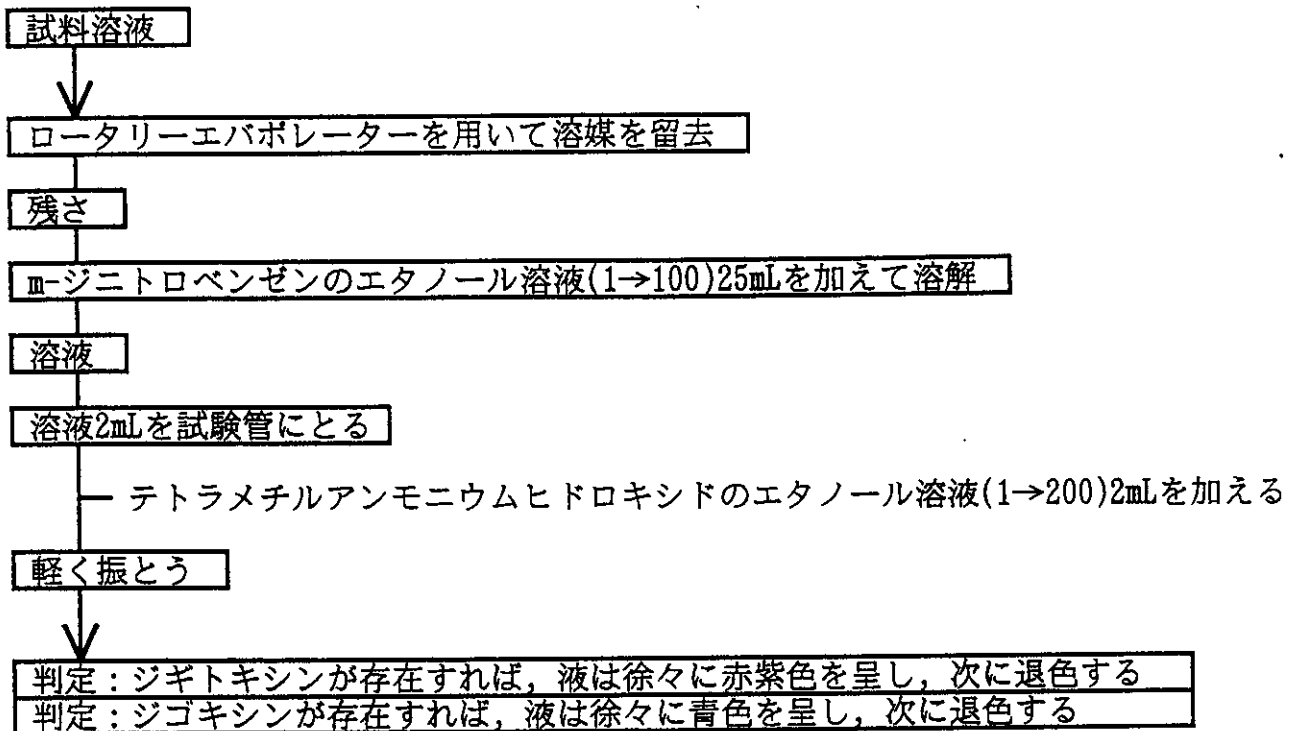 試料溶液
ロータリーエバポレーターを用いて溶媒を留去
残さ
m-ジニトロベンゼンのエタノール溶液(1→100)25mLを加えて溶解
溶液
溶液2mLを試験管にとる
テトラメチルアンモニウムヒドロキシドのエタノール溶液(1→200)2mLを加える
軽く振とう
判定：ジギトキシンが存在すれば，液は徐々に赤紫色を呈し，次に退色する
判定：ジゴキシンが存在すれば，液は徐々に青色を呈し，次に退色する